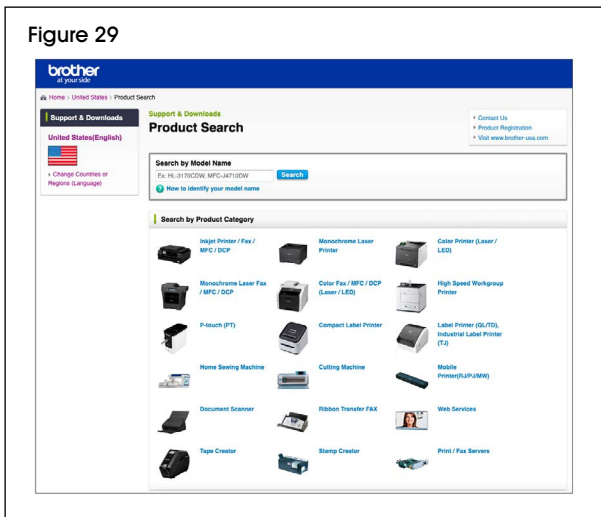 Figure 29
brother
at your side
Home > United States > Product Search
Support & Downloads
United States(English)
› Change Countries or
Regions (Language)
Support & Downloads
Product Search
› Contact Us
› Product Registration
› Visit www.brother-usa.com
Search by Model Name
Ex: HL-3170CDW, MFC-J4710DW
Search
? How to identify your model name
Search by Product Category
Inkjet Printer / Fax /
MFC / DCP
Monochrome Laser
Printer
Color Printer (Laser /
LED)
Monochrome Laser Fax
/ MFC / DCP
Color Fax / MFC / DCP
(Laser / LED)
High Speed Workgroup
Printer
P-touch (PT)
Compact Label Printer
Label Printer (QL/TD),
Industrial Label Printer
(TJ)
Home Sewing Machine
Cutting Machine
Mobile
Printer(RJ/PJ/MW)
Document Scanner
Ribbon Transfer FAX
Web Services
Tape Creator
Stamp Creator
Print / Fax Servers